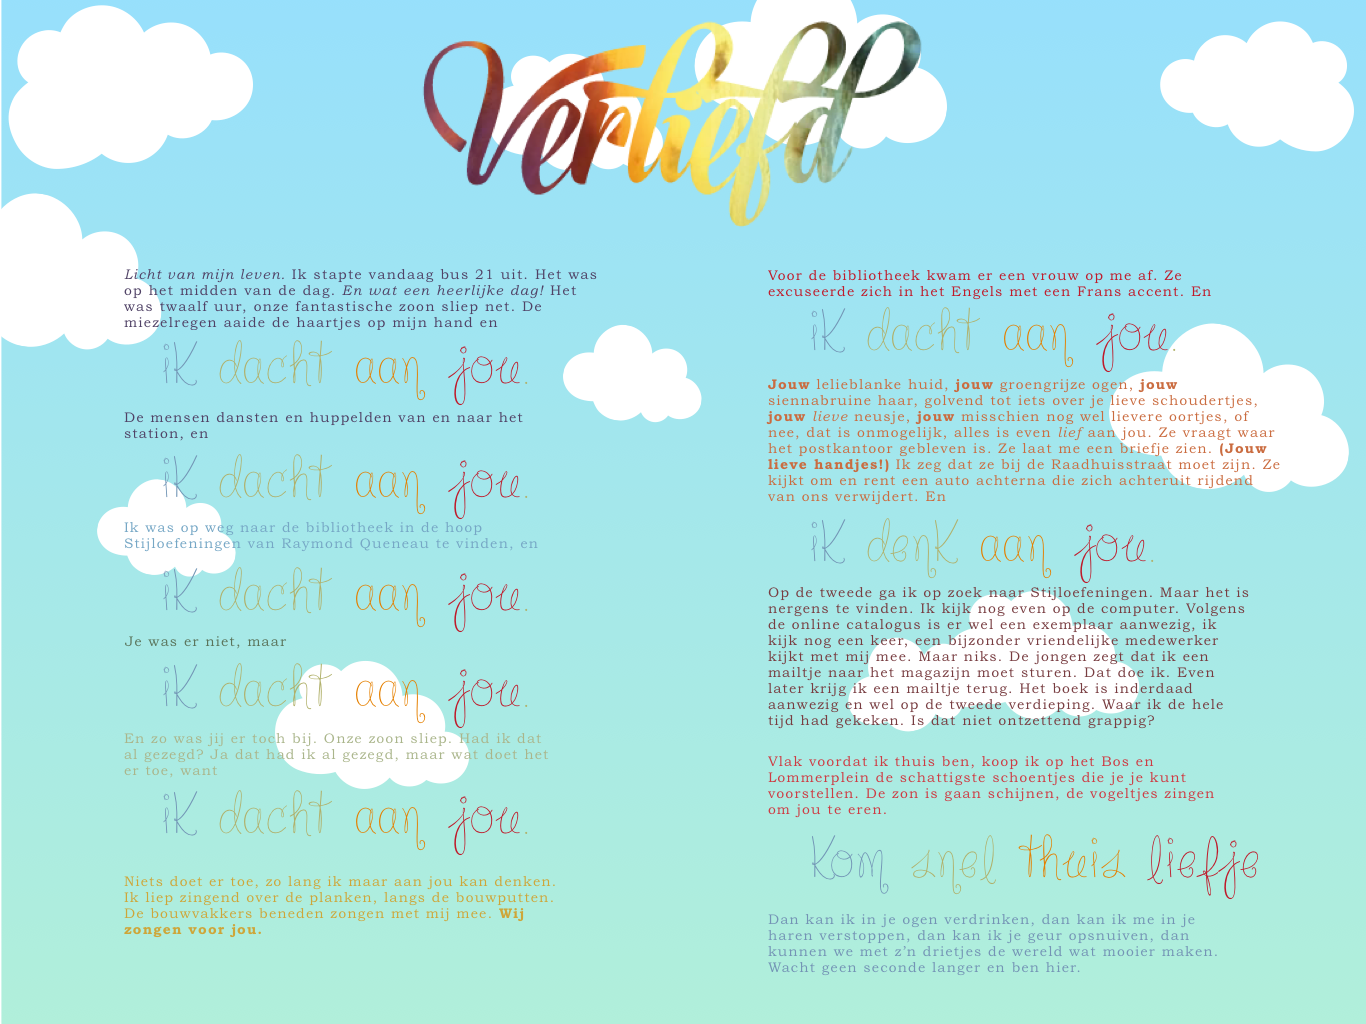 Verliefd
Licht van mijn leven. Ik stapte vandaag bus 21 uit. Het was
op het midden van de dag. En wat een heerlijke dag! Het
was twaalf uur, onze fantastische zoon sliep net. De
miezelregen aaide de haartjes op mijn hand en
ik dacht aan jou.
De mensen dansten en huppelden van en naar het
station, en
ik dacht aan jou.
Ik was op weg naar de bibliotheek in de hoop
Stijloefeningen van Raymond Queneau te vinden, en
ik dacht aan jou.
Je was er niet, maar
ik dacht aan jou.
En zo was jij er toch bij. Onze zoon sliep. Had ik dat
al gezegd? Ja dat had ik al gezegd, maar wat doet het
er toe, want
ik dacht aan jou.
Niets doet er toe, zo lang ik maar aan jou kan denken.
Ik liep zingend over de planken, langs de bouwputten.
De bouwvakkers beneden zongen met mij mee. Wij
zongen voor jou.
Voor de bibliotheek kwam er een vrouw op me af. Ze
excuseerde zich in het Engels met een Frans accent. En
ik dacht aan jou.
Jouw lelieblanke huid, jouw groengrijze ogen, jouw
siennabruine haar, golvend tot iets over je lieve schoudertjes,
jouw lieve neusje, jouw misschien nog wel lievere oortjes, of
nee, dat is onmogelijk, alles is even lief aan jou. Ze vraagt waar
het postkantoor gebleven is. Ze laat me een briefje zien. (Jouw
lieve handjes!) Ik zeg dat ze bij de Raadhuisstraat moet zijn. Ze
kijkt om en rent een auto achterna die zich achteruit rijdend
van ons verwijdert. En
ik denk aan jou.
Op de tweede ga ik op zoek naar Stijloefeningen. Maar het is
nergens te vinden. Ik kijk nog even op de computer. Volgens
de online catalogus is er wel een exemplaar aanwezig, ik
kijk nog een keer, een bijzonder vriendelijke medewerker
kijkt met mij mee. Maar niks. De jongen zegt dat ik een
mailtje naar het magazijn moet sturen. Dat doe ik. Even
later krijg ik een mailtje terug. Het boek is inderdaad
aanwezig en wel op de tweede verdieping. Waar ik de hele
tijd had gekeken. Is dat niet ontzettend grappig?
Vlak voordat ik thuis ben, koop ik op het Bos en
Lommerplein de schattigste schoentjes die je je kunt
voorstellen. De zon is gaan schijnen, de vogeltjes zingen
om jou te eren.
kom snel thuis liefje
Dan kan ik in je ogen verdrinken, dan kan ik me in je
haren verstoppen, dan kan ik je geur opsnuiven, dan
kunnen we met z'n drietjes de wereld wat mooier maken.
Wacht geen seconde langer en ben hier.